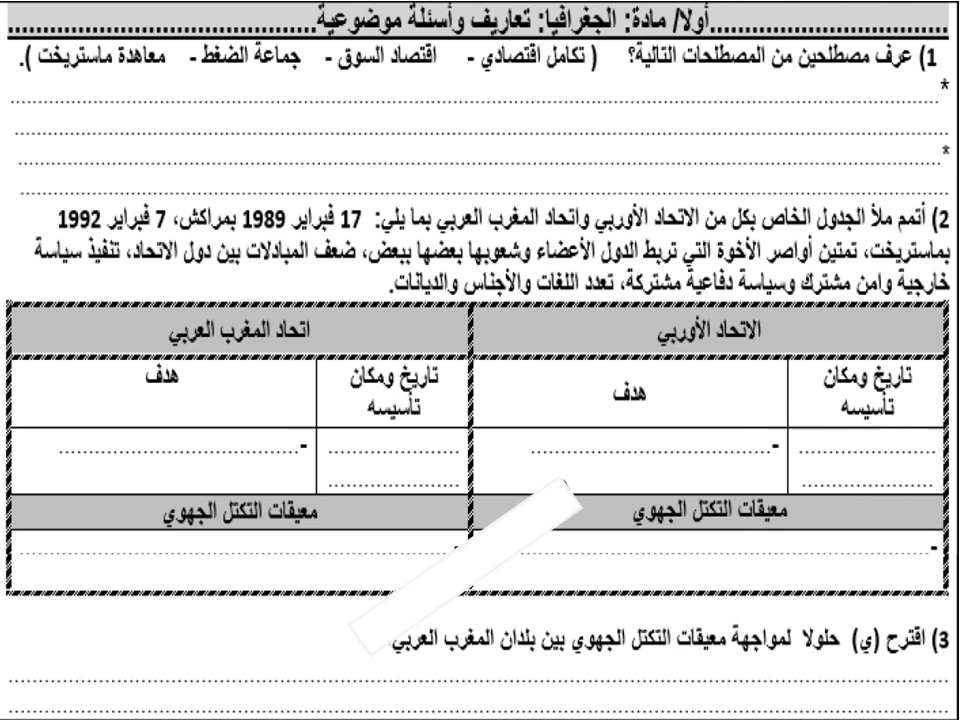 ...............................أولا/ مادة: الجغرافيا: تعاريف وأسئلة موضوعية...............................
1) عرف مصطلحين من المصطلحات التالية؟ ( تكامل اقتصادي - اقتصاد السوق - جماعة الضغط - معاهدة ماستريخت ).
*...............................
...............................
*...............................
...............................
2) أتمم ملأ الجدول الخاص بكل من الاتحاد الأوربي واتحاد المغرب العربي بما يلي: 17 فبراير 1989 بمراكش، 7 فبراير 1992
بماستريخت، تمتين أواصر الأخوة التي تربط الدول الأعضاء وشعوبها بعضها ببعض، ضعف المبادلات بين دول الاتحاد، تنفيذ سياسة
خارجية وامن مشترك وسياسة دفاعية مشتركة، تعدد اللغات والأجناس والديانات.
الاتحاد الأوربي اتحاد المغرب العربي
تاريخ ومكان تأسيسه هدف تاريخ ومكان تأسيسه هدف
............... -............... ............... -...............
............... ...............
معيقات التكتل الجهوي معيقات التكتل الجهوي
-............... -...............
3) اقترح (ي) حلولا لمواجهة معيقات التكتل الجهوي بين بلدان المغرب العربي
...............................
...............................